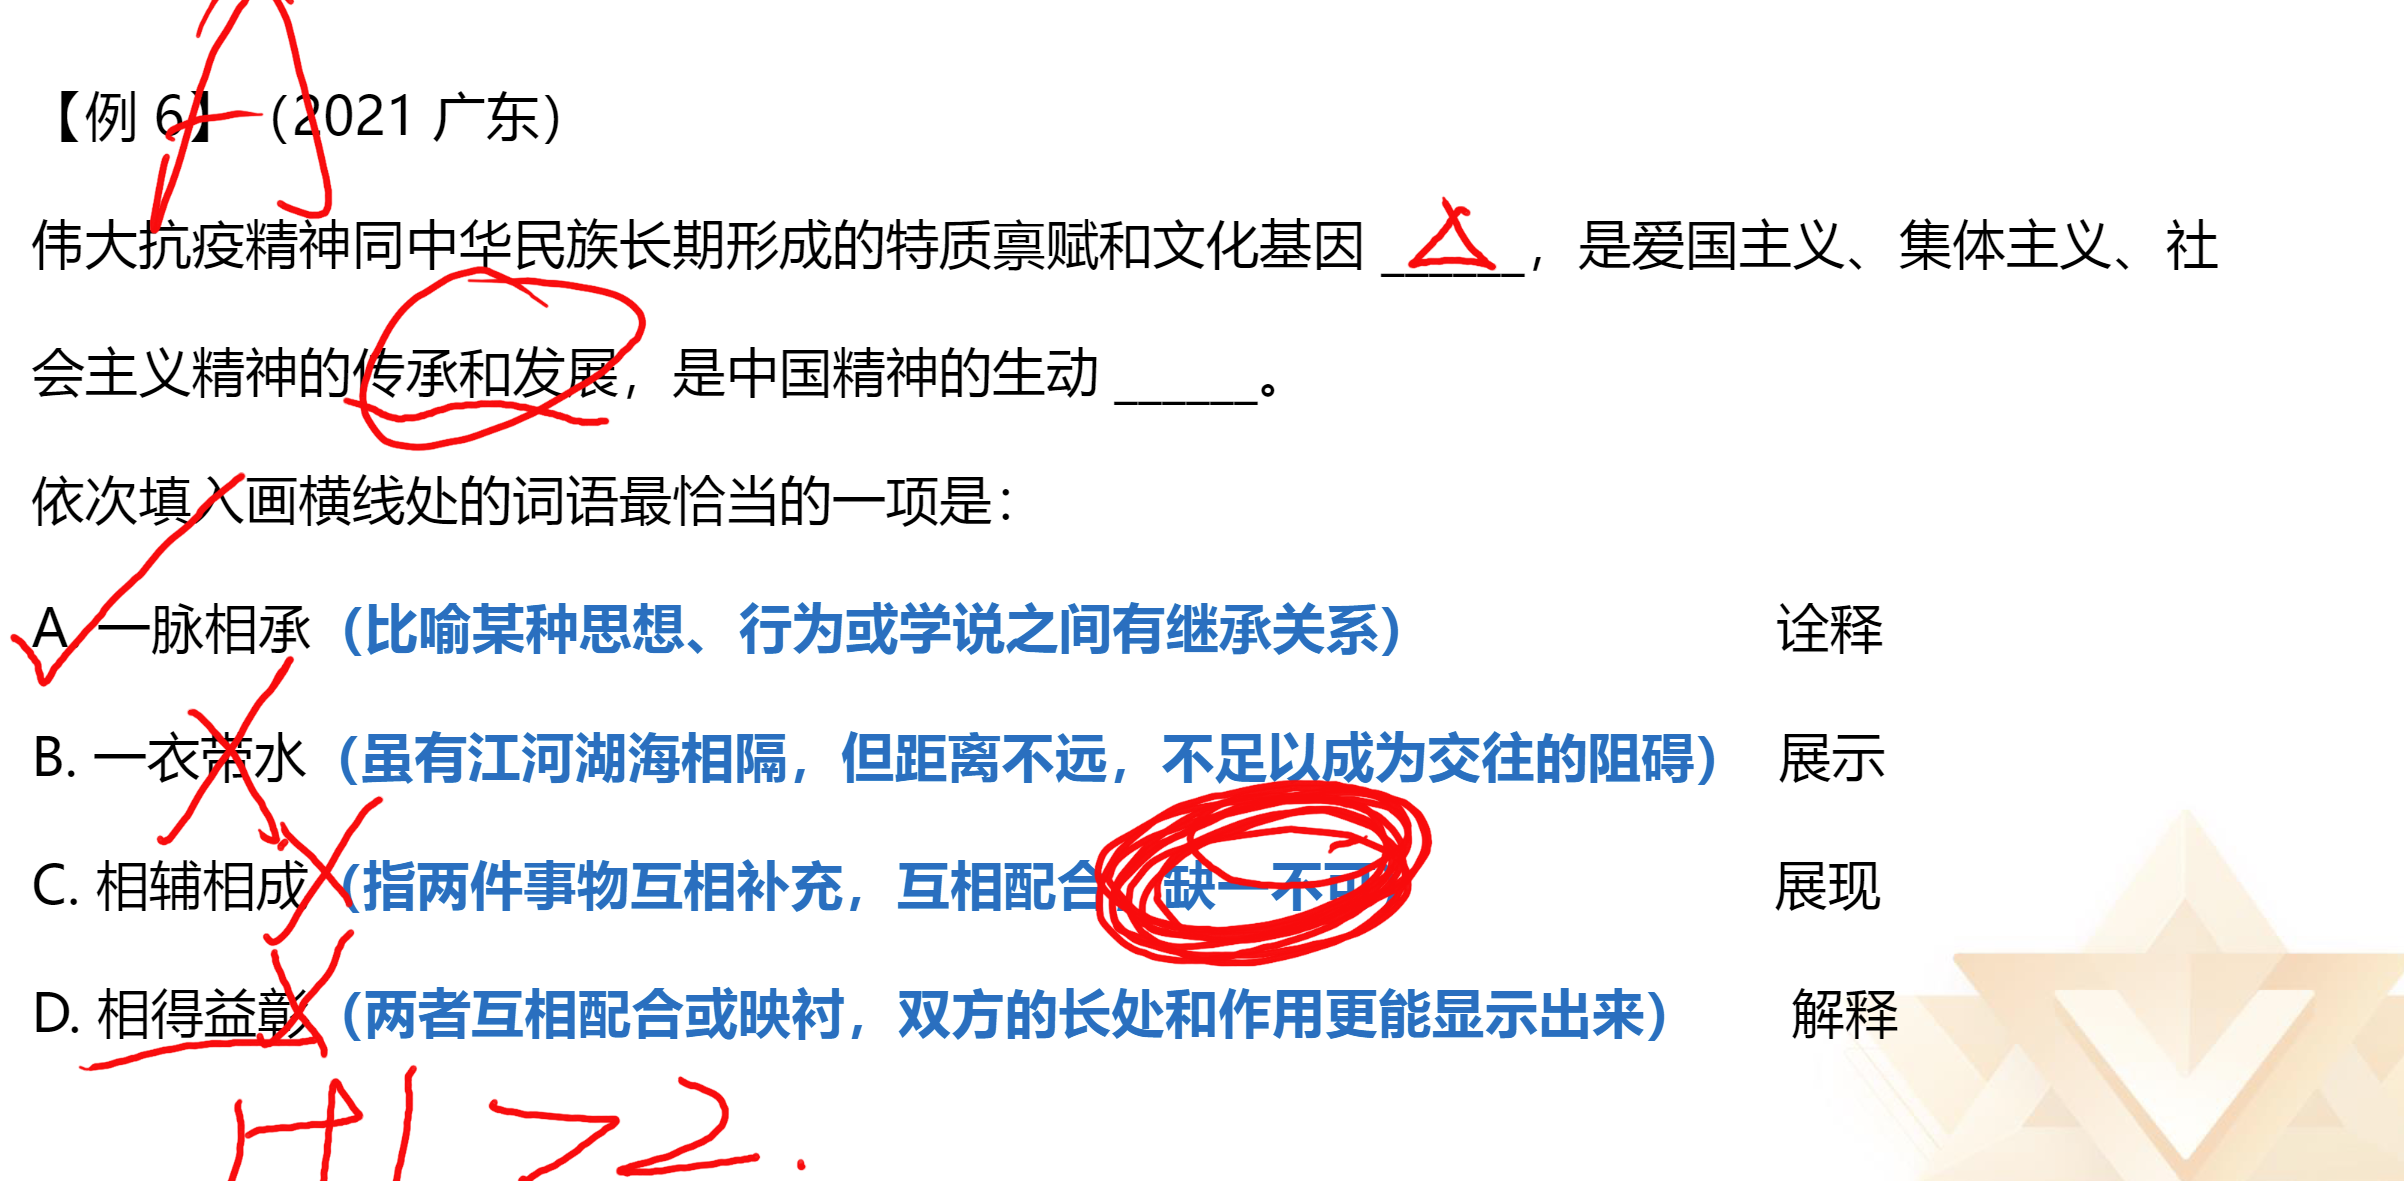 【例 6】（2021 广东）
伟大抗疫精神同中华民族长期形成的特质禀赋和文化基因 ______，是爱国主义、集体主义、社
会主义精神的传承和发展，是中国精神的生动 ______。
依次填入画横线处的词语最恰当的一项是：
A. 一脉相承（比喻某种思想、行为或学说之间有继承关系） 诠释
B. 一衣带水（虽有江河湖海相隔，但距离不远，不足以成为交往的阻碍） 展示
C. 相辅相成（指两件事物互相补充，互相配合，缺一不可） 展现
D. 相得益彰（两者互相配合或映衬，双方的长处和作用更能显示出来） 解释
1+1 >2.